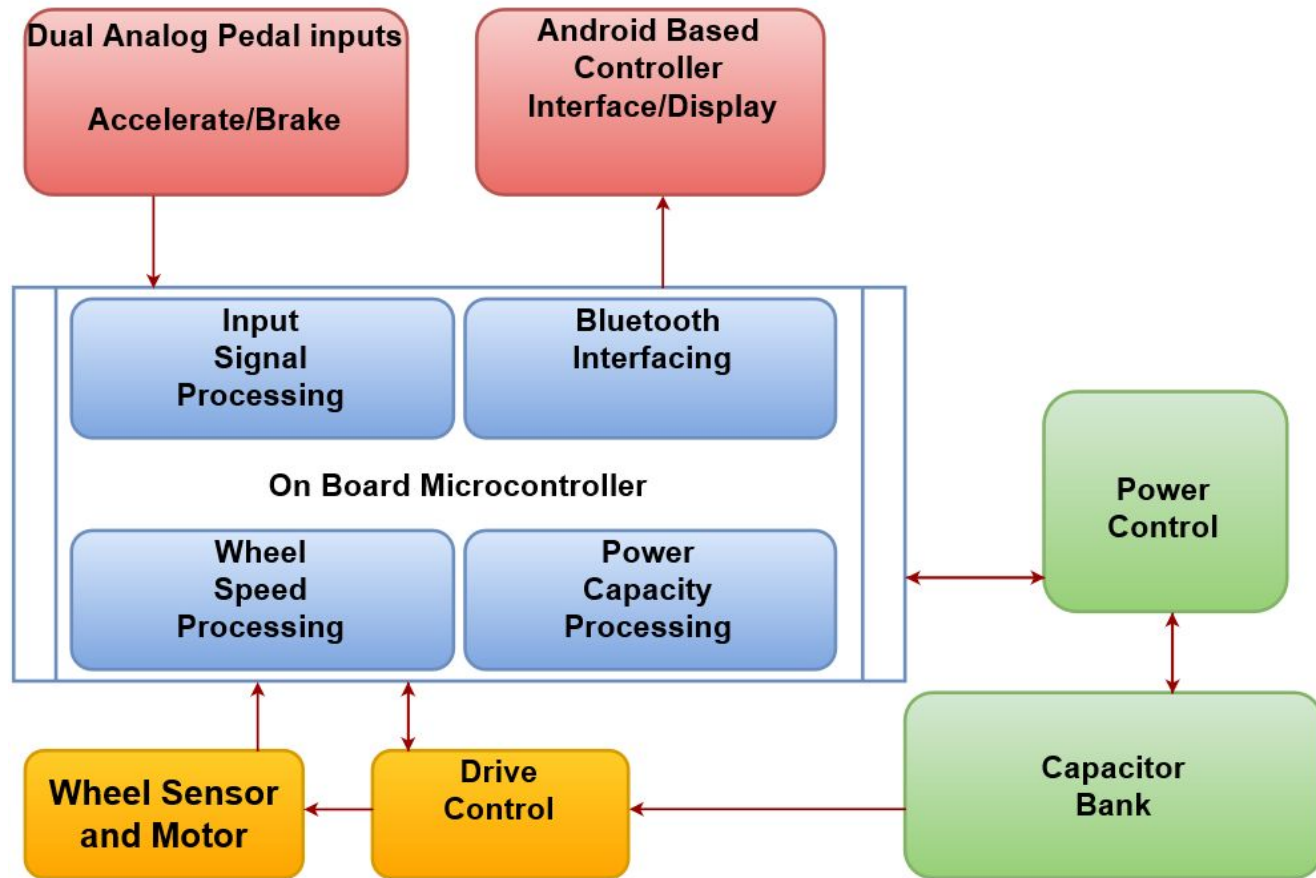 Dual Analog Pedal inputs
Accelerate/Brake
Android Based
Controller
Interface/Display
Input
Signal
Processing
Bluetooth
Interfacing
On Board Microcontroller
Wheel
Speed
Processing
Power
Capacity
Processing
Power
Control
Wheel Sensor
and Motor
Drive
Control
Capacitor
Bank